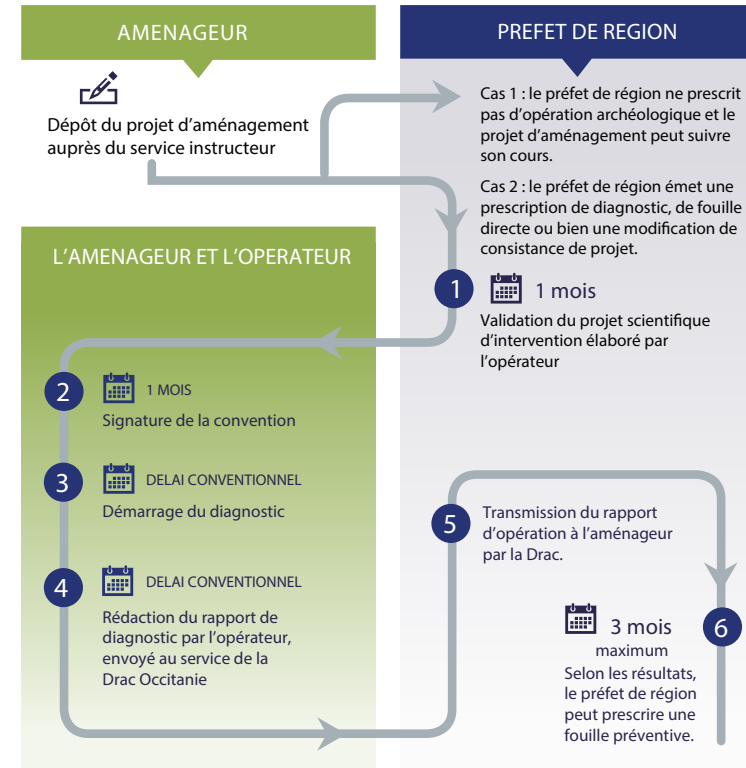 AMENAGEUR
Dépôt du projet d’aménagement
auprès du service instructeur
PREFET DE REGION
Cas 1 : le préfet de région ne prescrit
pas d’opération archéologique et le
projet d’aménagement peut suivre
son cours.
Cas 2 : le préfet de région émet une
prescription de diagnostic, de fouille
directe ou bien une modification de
consistance de projet.
1
1 mois
Validation du projet scientifique
d’intervention élaboré par
l’opérateur
L’AMENAGEUR ET L’OPERATEUR
2
1 MOIS
Signature de la convention
3
DELAI CONVENTIONNEL
Démarrage du diagnostic
4
DELAI CONVENTIONNEL
Rédaction du rapport de
diagnostic par l’opérateur,
envoyé au service de la
Drac Occitanie
5
Transmission du rapport
d’opération à l’aménageur
par la Drac.
6
3 mois
maximum
Selon les résultats,
le préfet de région
peut prescrire une
fouille préventive.